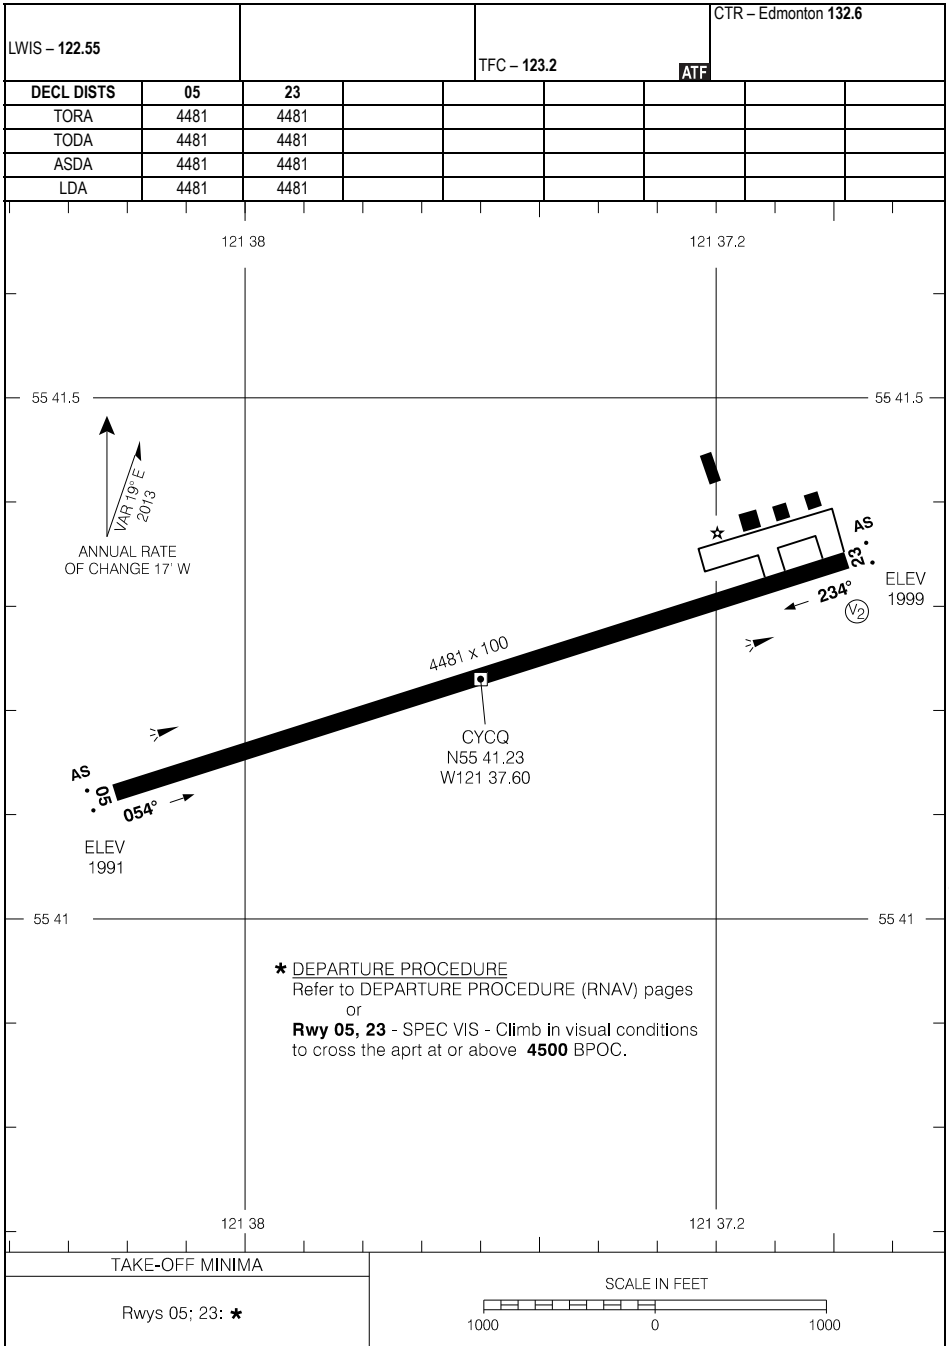 CTR – Edmonton 132.6
LWIS – 122.55
TFC – 123.2
ATF
DECL DISTS 05 23
TORA 4481 4481
TODA 4481 4481
ASDA 4481 4481
LDA 4481 4481
121 38 121 37.2
55 41.5 55 41.5
VAR 19° E
2013
ANNUAL RATE
OF CHANGE 17' W
AS
23
ELEV
1999
234°
V2
4481 x 100
CYCQ
N55 41.23
W121 37.60
AS
05
054°
ELEV
1991
55 41 55 41
* DEPARTURE PROCEDURE
Refer to DEPARTURE PROCEDURE (RNAV) pages
or
Rwy 05, 23 - SPEC VIS - Climb in visual conditions
to cross the aprt at or above 4500 BPOC.
121 38 121 37.2
TAKE-OFF MINIMA
Rwys 05; 23: *
SCALE IN FEET
1000 0 1000